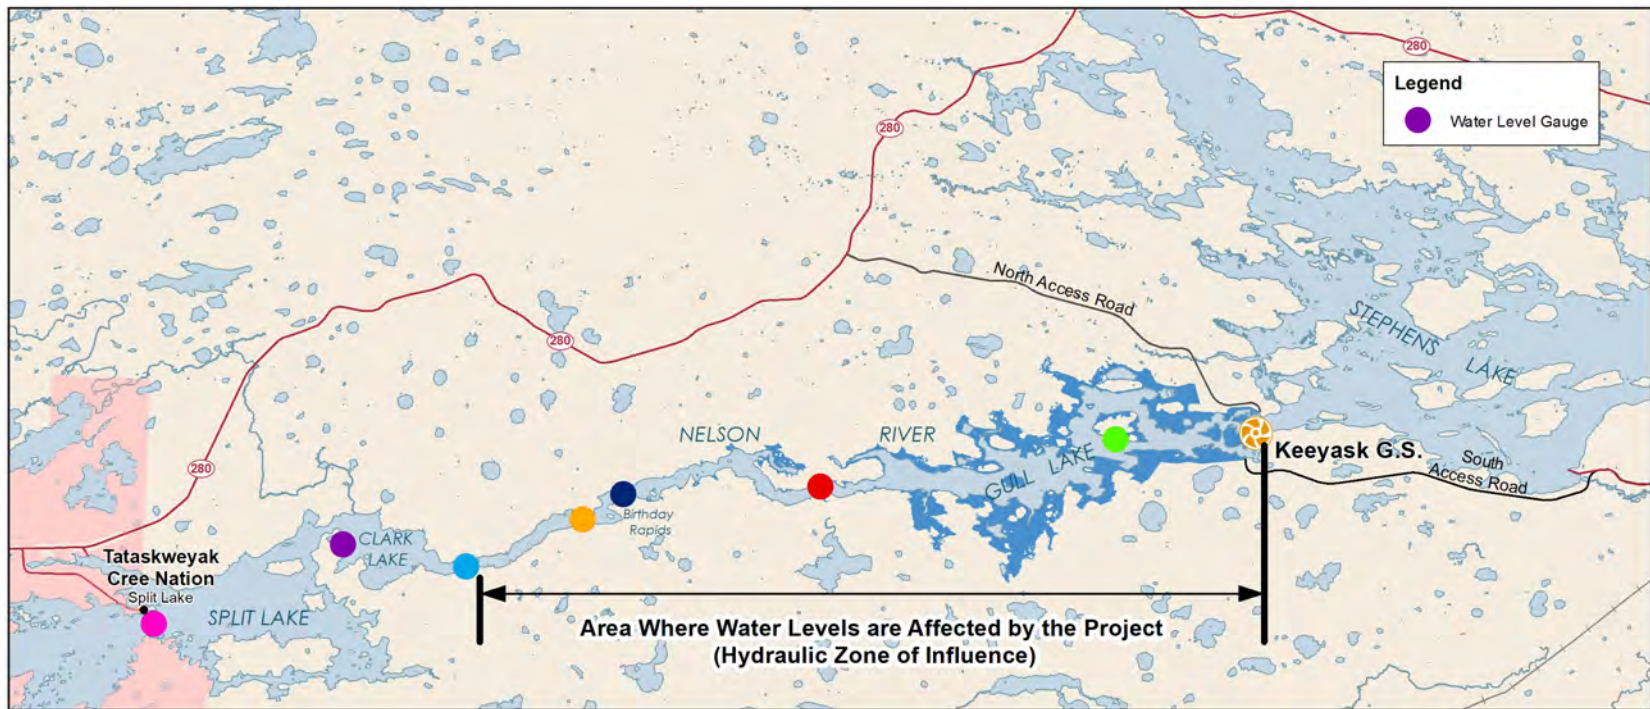 280
Legend
Water Level Gauge
280
North Access Road
STEPHENS
LAKE
280
NELSON
RIVER
GULL LAKE
Keeyask G.S.
South
Access Road
280
Birthday
Rapids
CLARK
LAKE
Tataskweyak
Cree Nation
Split Lake
SPLIT LAKE
Area Where Water Levels are Affected by the Project
(Hydraulic Zone of Influence)